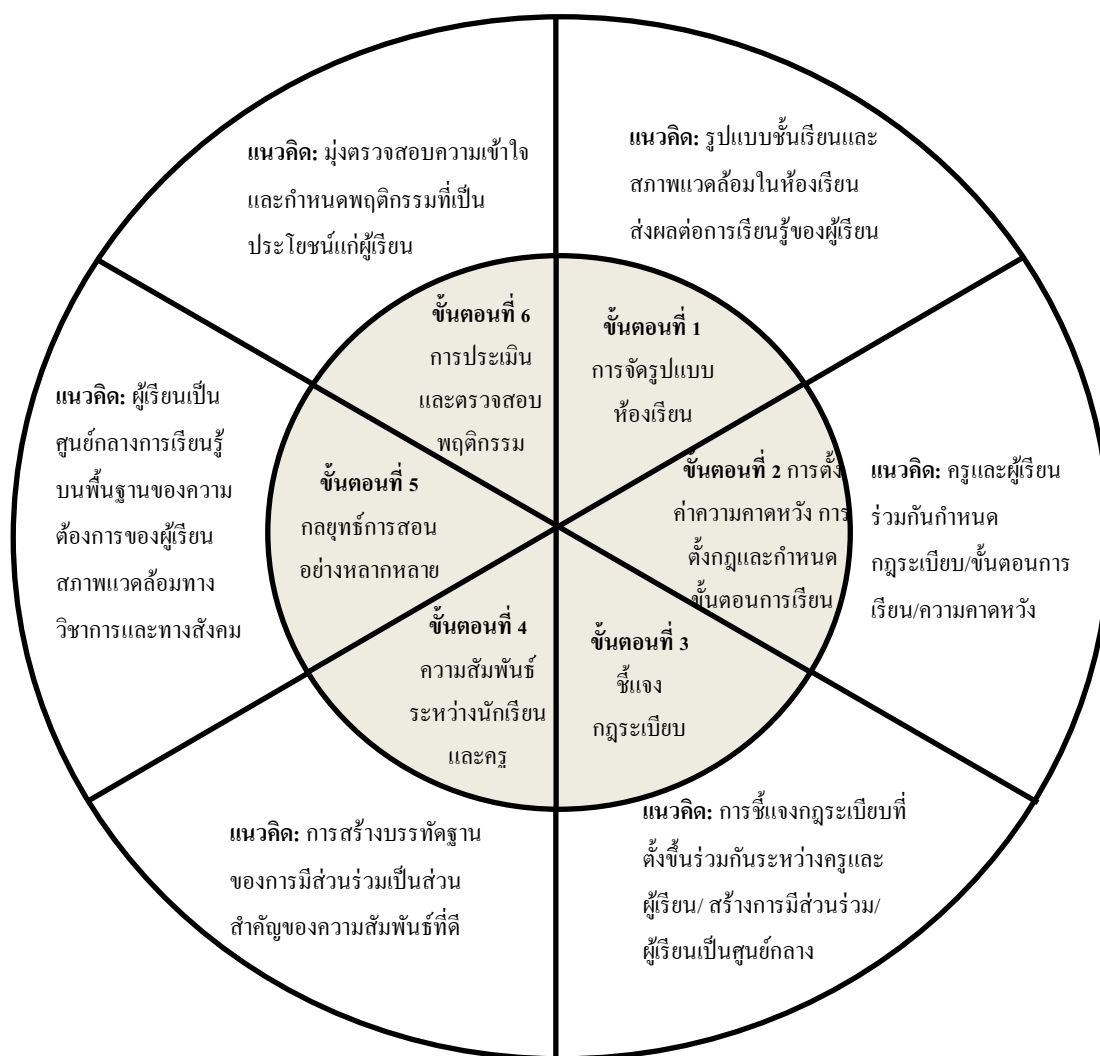 แนวคิด: มุ่งตรวจสอบความเข้าใจ
และกำหนดพฤติกรรมที่เป็น
ประโยชน์แก่ผู้เรียน
แนวคิด: รูปแบบชั้นเรียนและ
สภาพแวดล้อมในห้องเรียน
ส่งผลต่อการเรียนรู้ของผู้เรียน
ขั้นตอนที่ 6
การประเมิน
และตรวจสอบ
พฤติกรรม
ขั้นตอนที่ 1
การจัดรูปแบบ
ห้องเรียน
แนวคิด: ผู้เรียนเป็น
ศูนย์กลางการเรียนรู้
บนพื้นฐานของความ
ต้องการของผู้เรียน
สภาพแวดล้อมทาง
วิชาการและทางสังคม
ขั้นตอนที่ 5
กลยุทธ์การสอน
อย่างหลากหลาย
ขั้นตอนที่ 2 การตั้ง
ค่าความคาดหวัง การ
ตั้งกฎและกำหนด
ขั้นตอนการเรียน
แนวคิด: ครูและผู้เรียน
ร่วมกันกำหนด
กฎระเบียบ/ขั้นตอนการ
เรียน/ความคาดหวัง
ขั้นตอนที่ 4
ความสัมพันธ์
ระหว่างนักเรียน
และครู
ขั้นตอนที่ 3
ชี้แจง
กฎระเบียบ
แนวคิด: การสร้างบรรทัดฐาน
ของการมีส่วนร่วมเป็นส่วน
สำคัญของความสัมพันธ์ที่ดี
แนวคิด: การชี้แจงกฎระเบียบที่
ตั้งขึ้นร่วมกันระหว่างครูและ
ผู้เรียน/ สร้างการมีส่วนร่วม/
ผู้เรียนเป็นศูนย์กลาง